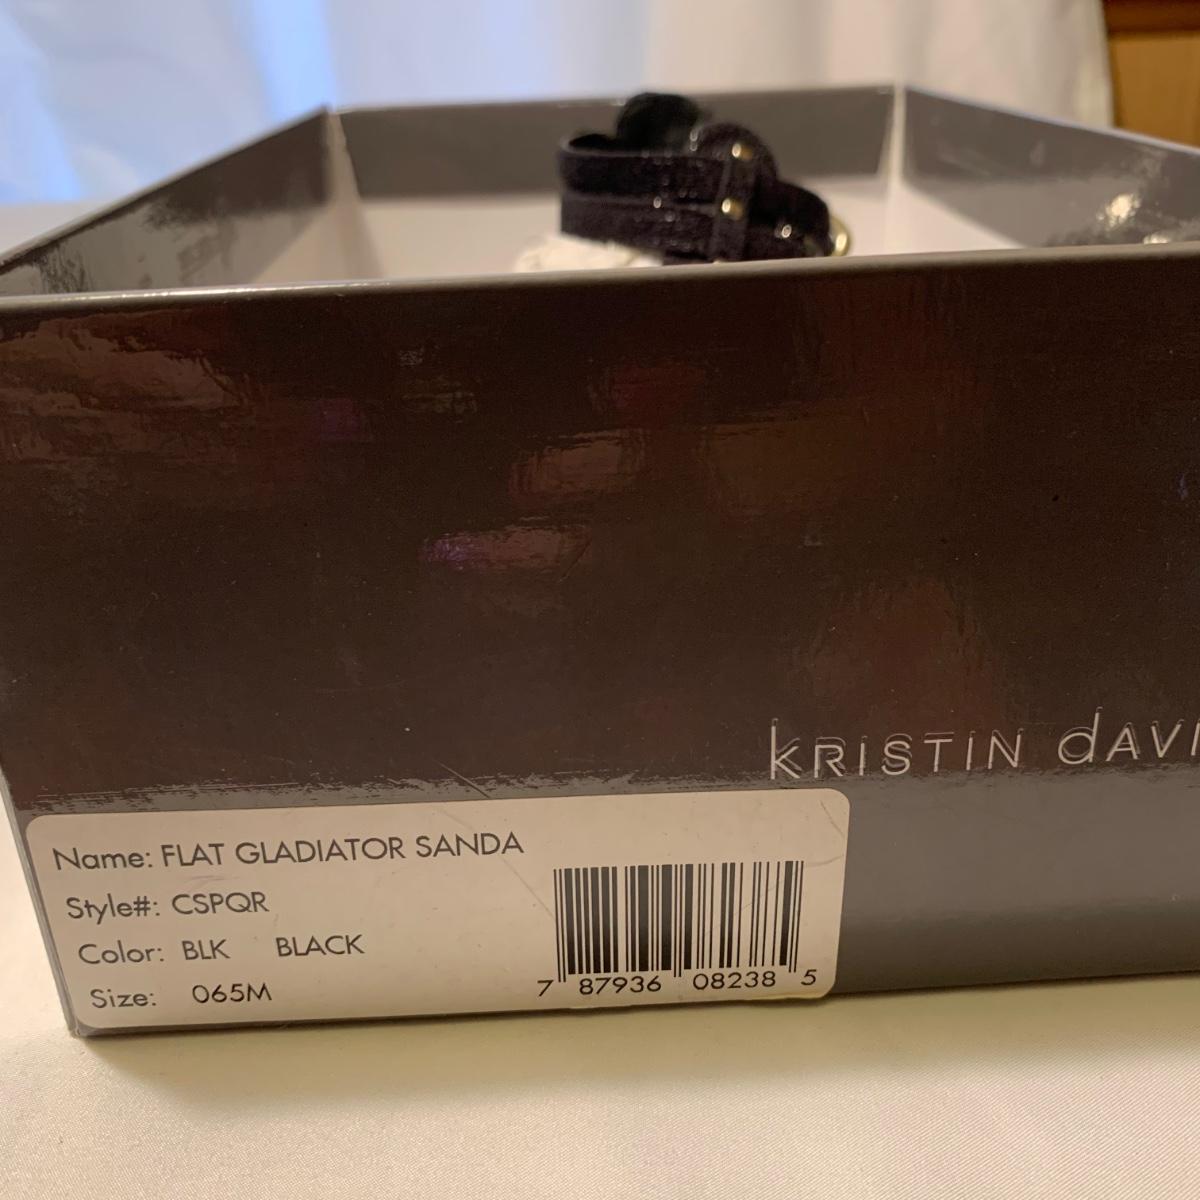 KRISTIN DAVI
Name: FLAT GLADIATOR SANDA
Style#: CSPQR
Color: BLK BLACK
Size: 065M
7 87936 08238 5